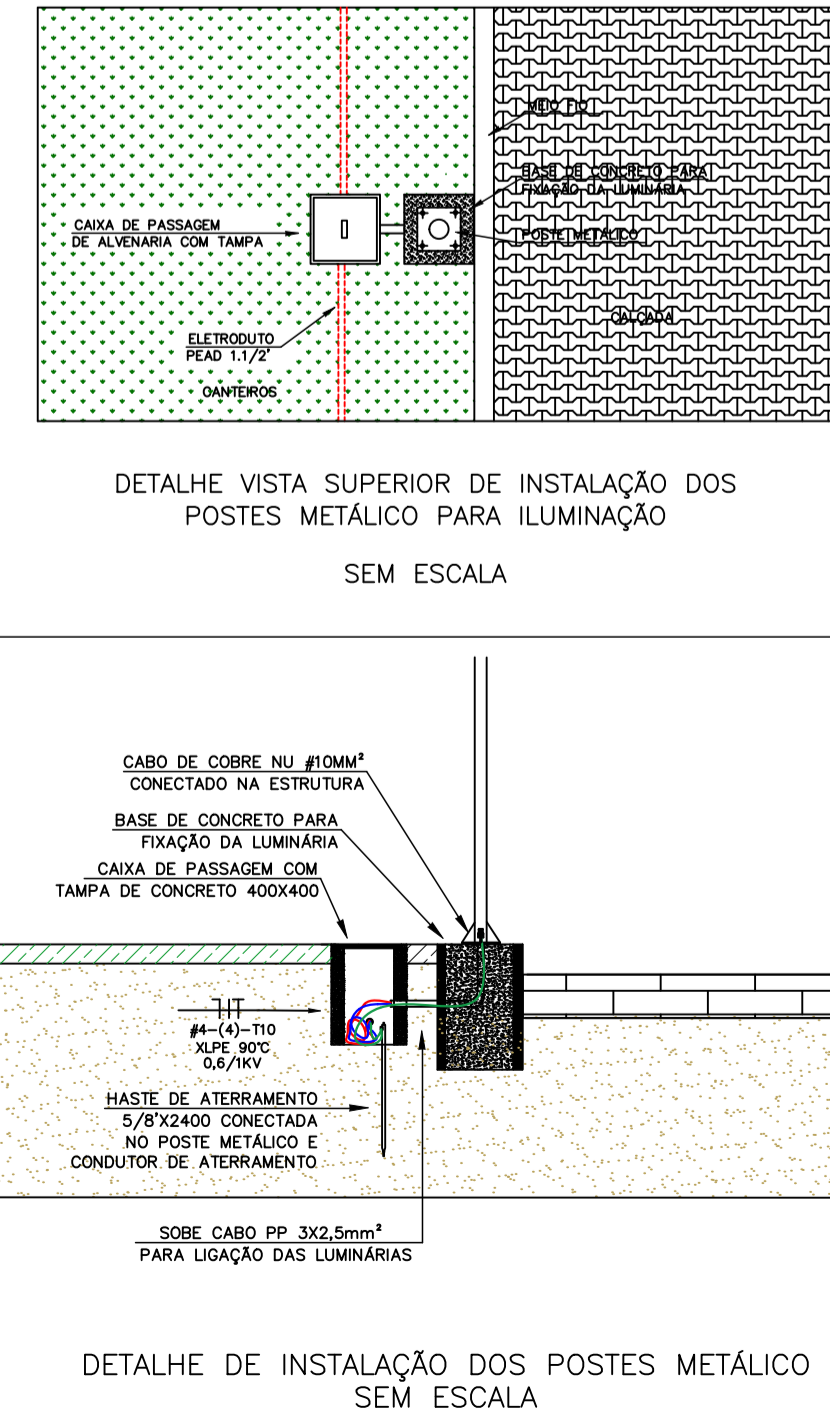 MEIO FIO
BASE DE CONCRETO PARA
FIXAÇÃO DA LUMINÁRIA
CAIXA DE PASSAGEM
DE ALVENARIA COM TAMPA
POSTE METÁLICO
CALÇADA
ELETRODUTO
PEAD 1.1/2'
CANTEIROS
DETALHE VISTA SUPERIOR DE INSTALAÇÃO DOS
POSTES METÁLICO PARA ILUMINAÇÃO
SEM ESCALA
CABO DE COBRE NU #10MM²
CONECTADO NA ESTRUTURA
BASE DE CONCRETO PARA
FIXAÇÃO DA LUMINÁRIA
CAIXA DE PASSAGEM COM
TAMPA DE CONCRETO 400X400
#4-(4)-T10
XLPE 90°C
0,6/1KV
HASTE DE ATERRAMENTO
5/8'X2400 CONECTADA
NO POSTE METÁLICO E
CONDUTOR DE ATERRAMENTO
SOBE CABO PP 3X2,5mm²
PARA LIGAÇÃO DAS LUMINÁRIAS
DETALHE DE INSTALAÇÃO DOS POSTES METÁLICO
SEM ESCALA